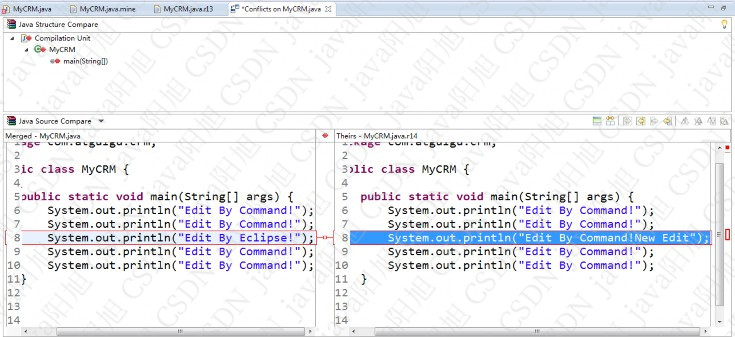 MyCRM.java MyCRM.java.mine MyCRM.java.r13 *Conflicts on MyCRM.java
Java Structure Compare
Compilation Unit
MyCRM
main(String[])
Java Source Compare
Merged - MyCRM.java
1age com.atguigu.crm;
2
3ic class MyCRM {
4
5public static void main(String[] args) {
6 System.out.println("Edit By Command!");
7 System.out.println("Edit By Command!");
8 System.out.println("Edit By Eclipse!");
9 System.out.println("Edit By Command!");
10 System.out.println("Edit By Command!");
11}
12
13
14
Theirs - MyCRM.java.r14
1kage com.atguigu.crm;
2
3blic class MyCRM {
4
5 public static void main(String[] args) {
6 System.out.println("Edit By Command!");
7 System.out.println("Edit By Command!");
8 System.out.println("Edit By Command!New Edit");
9 System.out.println("Edit By Command!");
10 System.out.println("Edit By Command!");
11 }
12
13
14
CSDN java阳旭